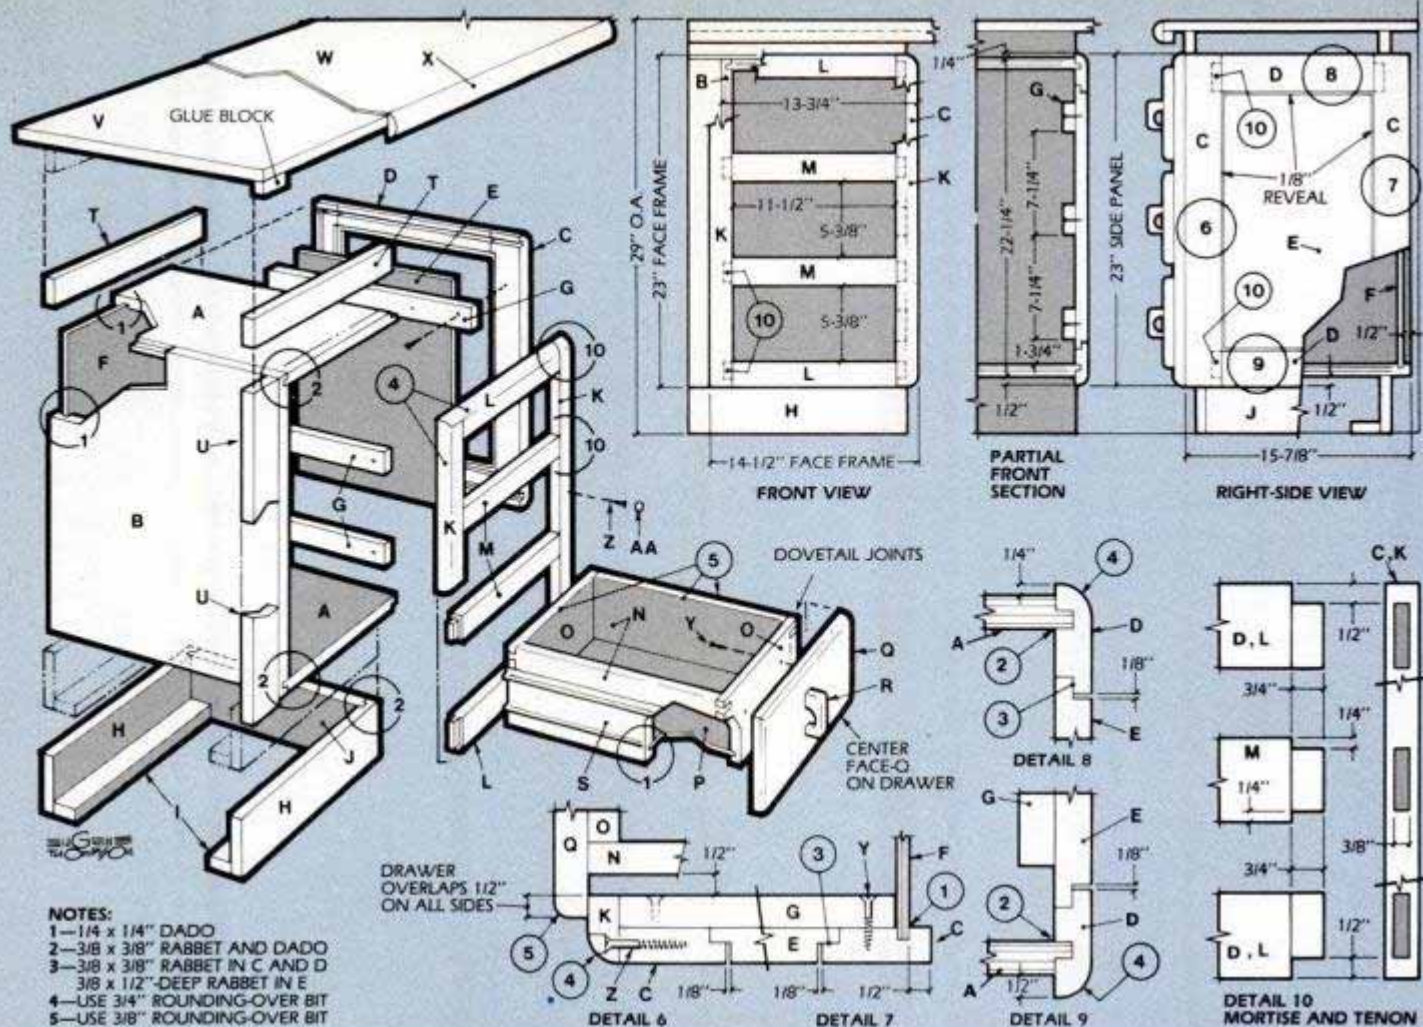 W
X
V
GLUE BLOCK
D
T
E
T
C
A
G
1
F
2
10
4
L
K
1
U
10
G
B
G
K
M
Z
AA
U
A
2
2
H
J
H
I
L
DOVETAIL JOINTS
5
N
Y
O
O
Q
R
S
1
P
CENTER
FACE-Q
ON DRAWER
29" O.A.
23" FACE FRAME
B
L
1/4"
13-3/4"
C
M
K
11-1/2"
K
5-3/8"
M
10
5-3/8"
L
H
14-1/2" FACE FRAME
FRONT VIEW
G
22-1/4"
7-1/4"
7-1/4"
1-3/4"
1/2"
PARTIAL
FRONT
SECTION
23" SIDE PANEL
D
8
10
C
C
1/8"
REVEAL
7
6
E
10
F
D
1/2"
9
J
1/2"
15-7/8"
RIGHT-SIDE VIEW
1/4"
4
A
D
2
1/8"
3
E
DETAIL 8
C,K
D, L
1/2"
3/4"
1/4"
M
1/4"
3/8"
3/4"
D, L
1/2"
DETAIL 10
MORTISE AND TENON
DRAWER
OVERLAPS 1/2"
ON ALL SIDES
Q
O
N
1/2"
3
Y
F
1
K
G
E
C
5
4
Z
C
1/8"
1/8"
1/2"
DETAIL 6
DETAIL 7
G
E
1/8"
2
D
A
1/2"
4
DETAIL 9
NOTES:
1—1/4 x 1/4" DADO
2—3/8 x 3/8" RABBET AND DADO
3—3/8 x 3/8" RABBET IN C AND D
3/8 x 1/2"-DEEP RABBET IN E
4—USE 3/4" ROUNDING-OVER BIT
5—USE 3/8" ROUNDING-OVER BIT